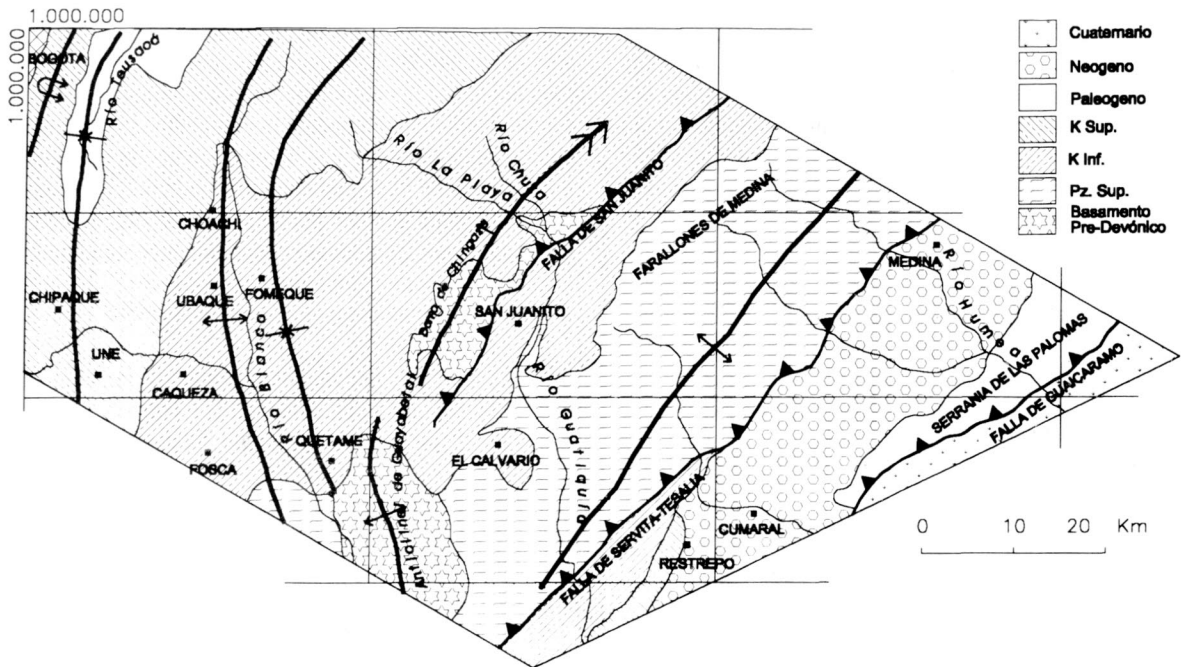 1.000.000
1.000.000
BOGOTA
Río Teusacá
CHOACHI
CHIPAQUE
UBAQUE
FOMEQUE
UNE
CAQUEZA
Río Blanco
QUETAME
FOSCA
Río La Playa
Río Chuza
FALLA DE SAN JUANITO
FARALLONES DE MEDINA
SAN JUANITO
Río Guatiquía
EL CALVARIO
Anticlinal de Guayabetal
MEDINA
Río Humea
SERRANIA DE LAS PALOMAS
FALLA DE GUAICARAMO
FALLA DE SERVITA-TESALIA
CUMARAL
RESTREPO
Cuaternario
Neogeno
Paleogeno
K Sup.
K Inf.
Pz. Sup.
Basamento
Pre-Devónico
0 10 20 Km